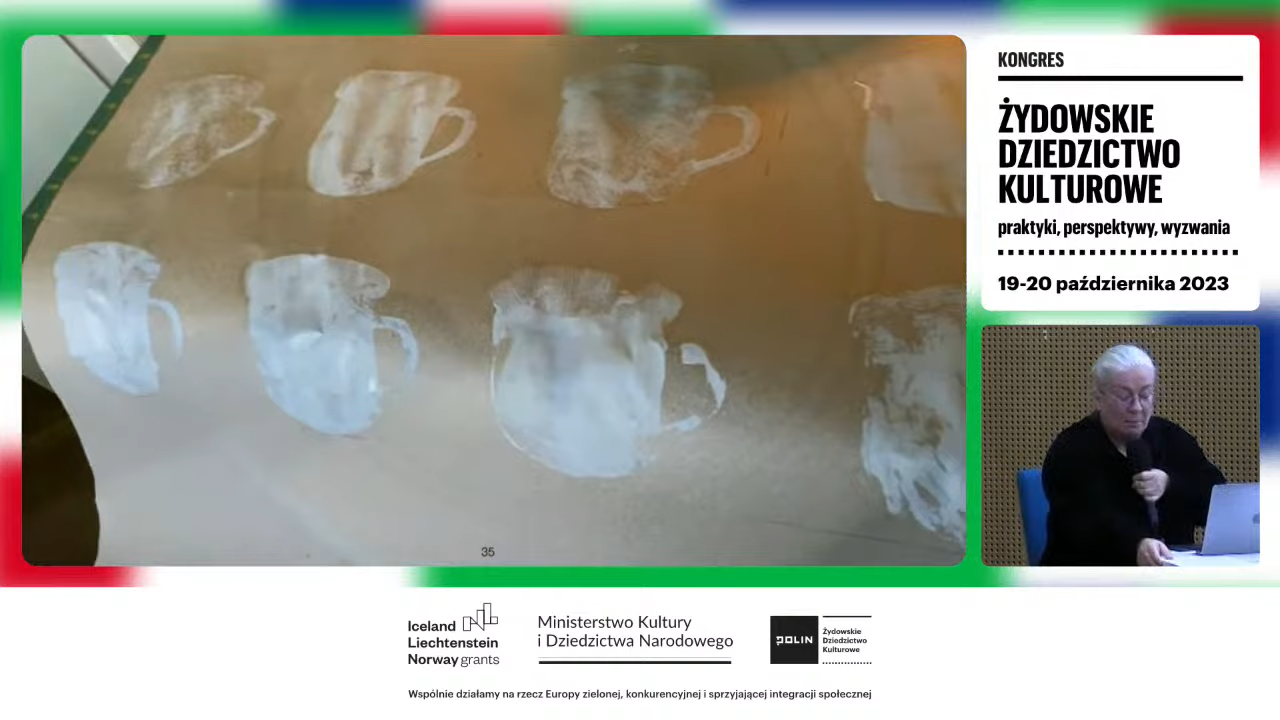 KONGRES
ŻYDOWSKIE
DZIEDZICTWO
KULTUROWE
praktyki, perspektywy, wyzwania
19-20 października 2023
35
Iceland
Liechtenstein
Norway grants
Ministerstwo Kultury
i Dziedzictwa Narodowego
POLIN
Żydowskie
Dziedzictwo
Kulturowe
Wspólnie działamy na rzecz Europy zielonej, konkurencyjnej i sprzyjającej integracji społecznej